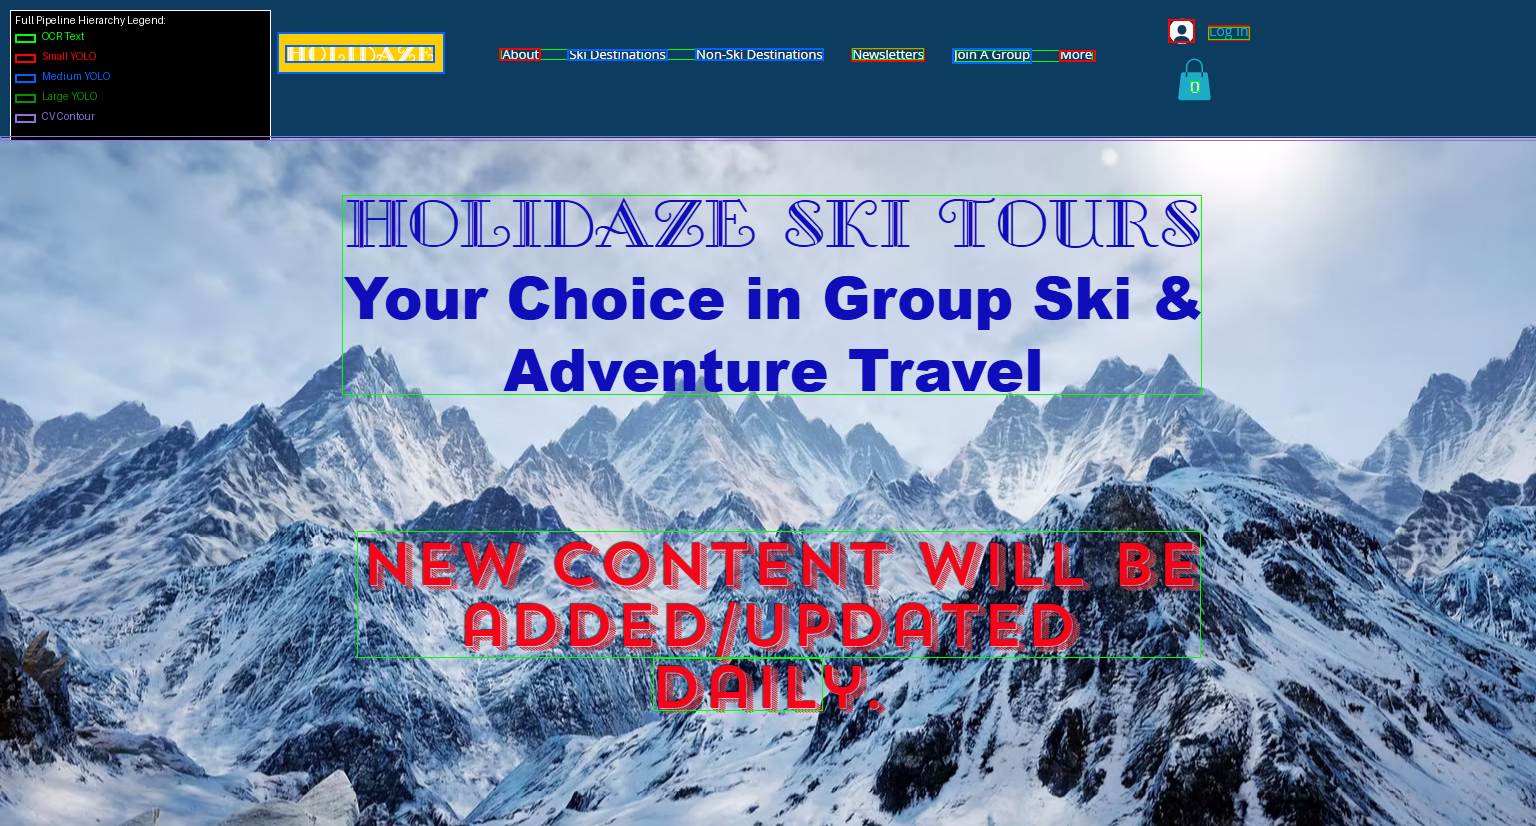 Full Pipeline Hierarchy Legend:
OCR Text
Small YOLO
Medium YOLO
Large YOLO
CV Contour
HOLIDAZE
About Ski Destinations Non-Ski Destinations Newsletters Join A Group More
Log In
0
HOLIDAZE SKI TOURS
Your Choice in Group Ski &
Adventure Travel
NEW CONTENT WILL BE
ADDED/UPDATED
DAILY.